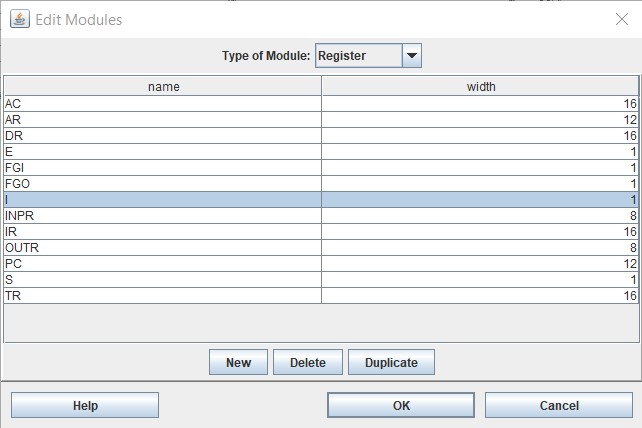 Edit Modules
Type of Module: Register
name width
AC 16
AR 12
DR 16
E 1
FGI 1
FGO 1
I 1
INPR 8
IR 16
OUTR 8
PC 12
S 1
TR 16
New Delete Duplicate
Help OK Cancel